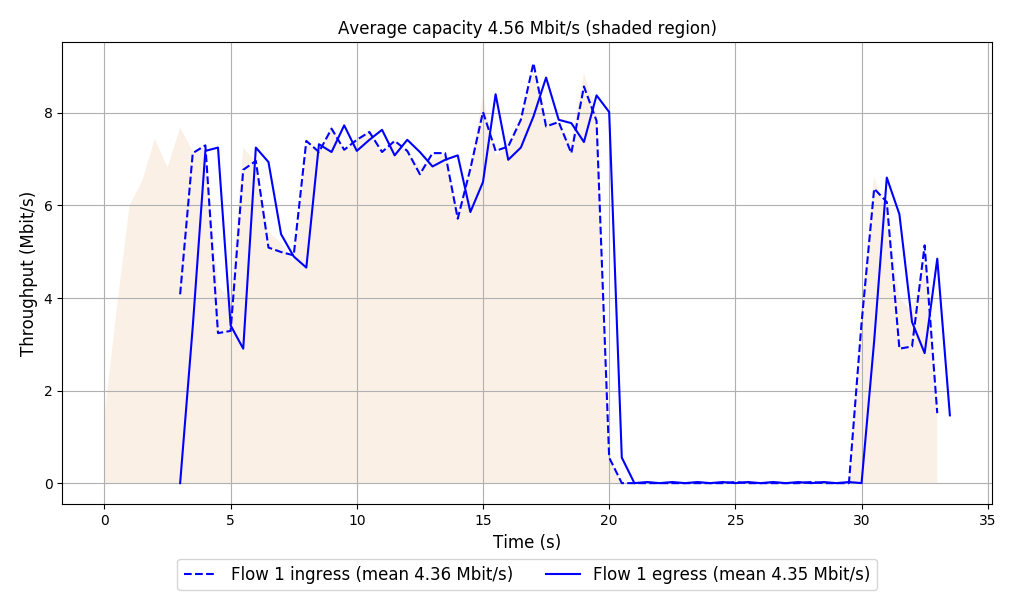 Average capacity 4.56 Mbit/s (shaded region)
Throughput (Mbit/s)
8
6
4
2
0
0 5 10 15 20 25 30 35
Time (s)
Flow 1 ingress (mean 4.36 Mbit/s) Flow 1 egress (mean 4.35 Mbit/s)